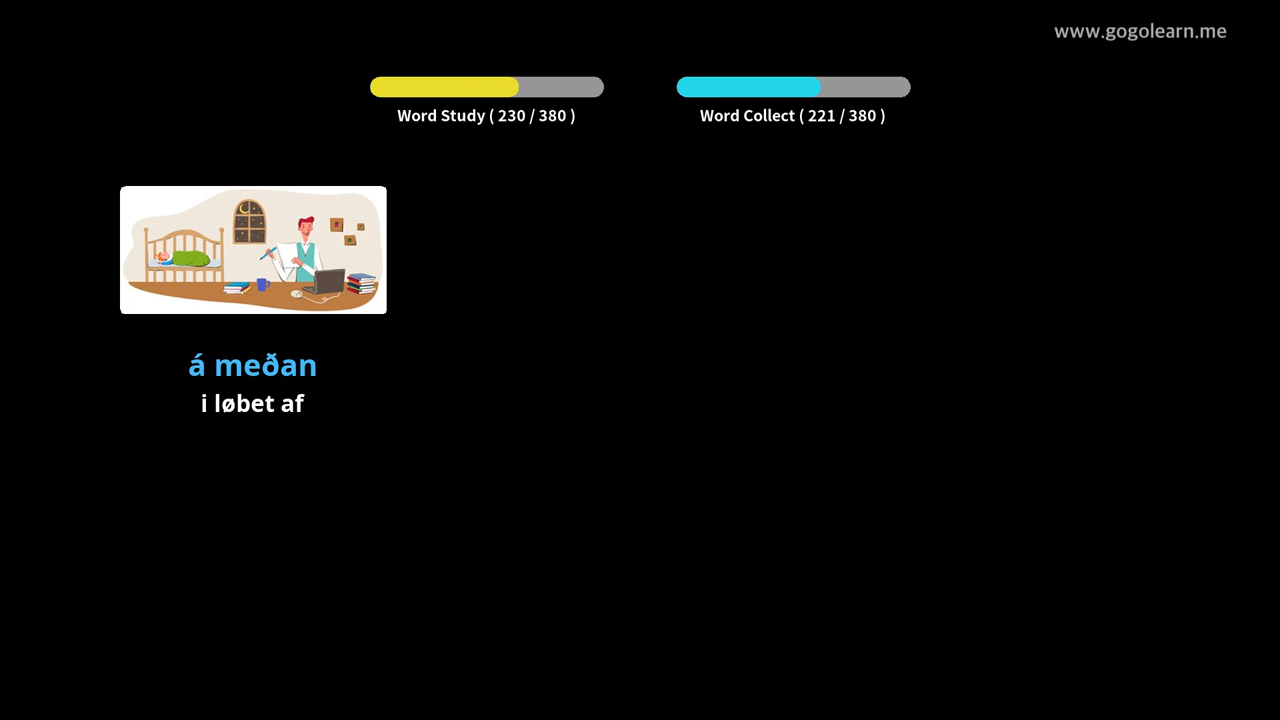 www.gogolearn.me
Word Study ( 230 / 380 )
Word Collect ( 221 / 380 )
á meðan
i løbet af